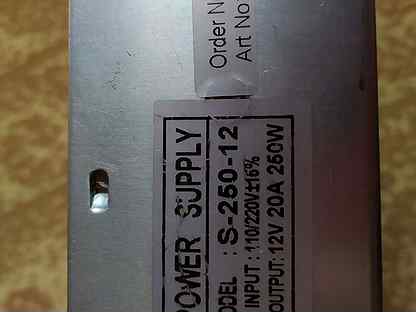 Order N
Art No
POWER SUPPLY
ODEL : S-250-12
INPUT : 110/220V±15%
OUTPUT: 12V 20A 250W